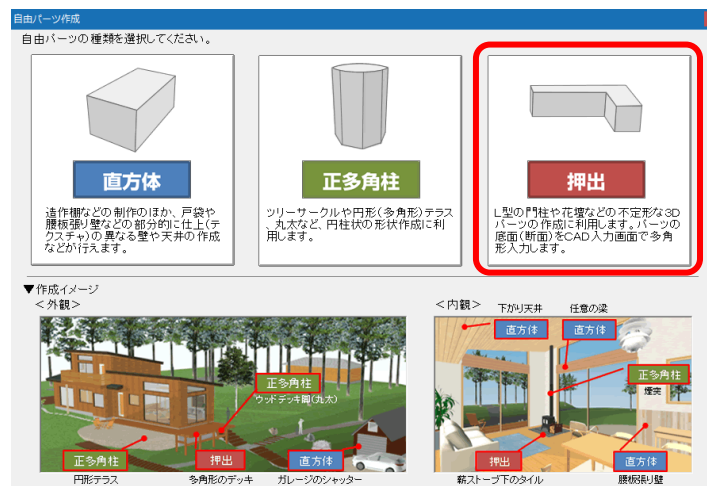 自由パーツ作成
自由パーツの種類を選択してください。
直方体
造作棚などの制作のほか、戸袋や
腰板張り壁などの部分的に仕上(テ
クスチャ)の異なる壁や天井の作成
などが行えます。
正多角柱
ツリーサークルや円形(多角形)テラス
、丸太など、円柱状の形状作成に利
用します。
押出
L型の門柱や花壇などの不定形な3D
パーツの作成に利用します。パーツの
底面(断面)をCAD入力画面で多角
形入力します。
▼作成イメージ
<外観>
正多角柱
ウッドデッキ脚(丸太)
正多角柱
押出
直方体
円形テラス
多角形のデッキ
ガレージのシャッター
<内観>
下がり天井
任意の梁
直方体
直方体
正多角柱
煙突
押出
直方体
薪ストーブ下のタイル
腰板張り壁